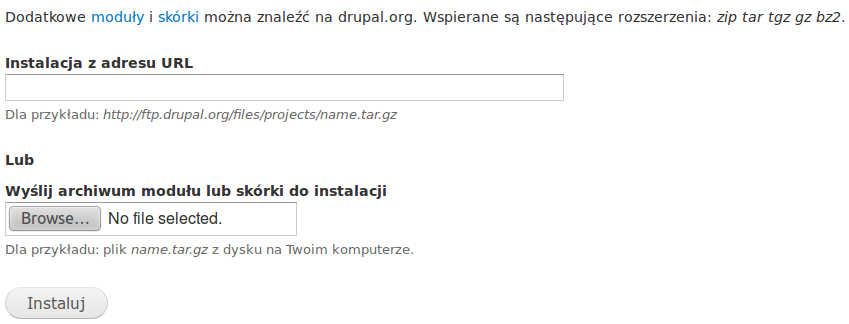 Dodatkowe moduły i skórki można znaleźć na drupal.org. Wspierane są następujące rozszerzenia: zip tar tgz gz bz2.
Instalacja z adresu URL
Dla przykładu: http://ftp.drupal.org/files/projects/name.tar.gz
Lub
Wyślij archiwum modułu lub skórki do instalacji
Browse... No file selected.
Dla przykładu: plik name.tar.gz z dysku na Twoim komputerze.
Instaluj